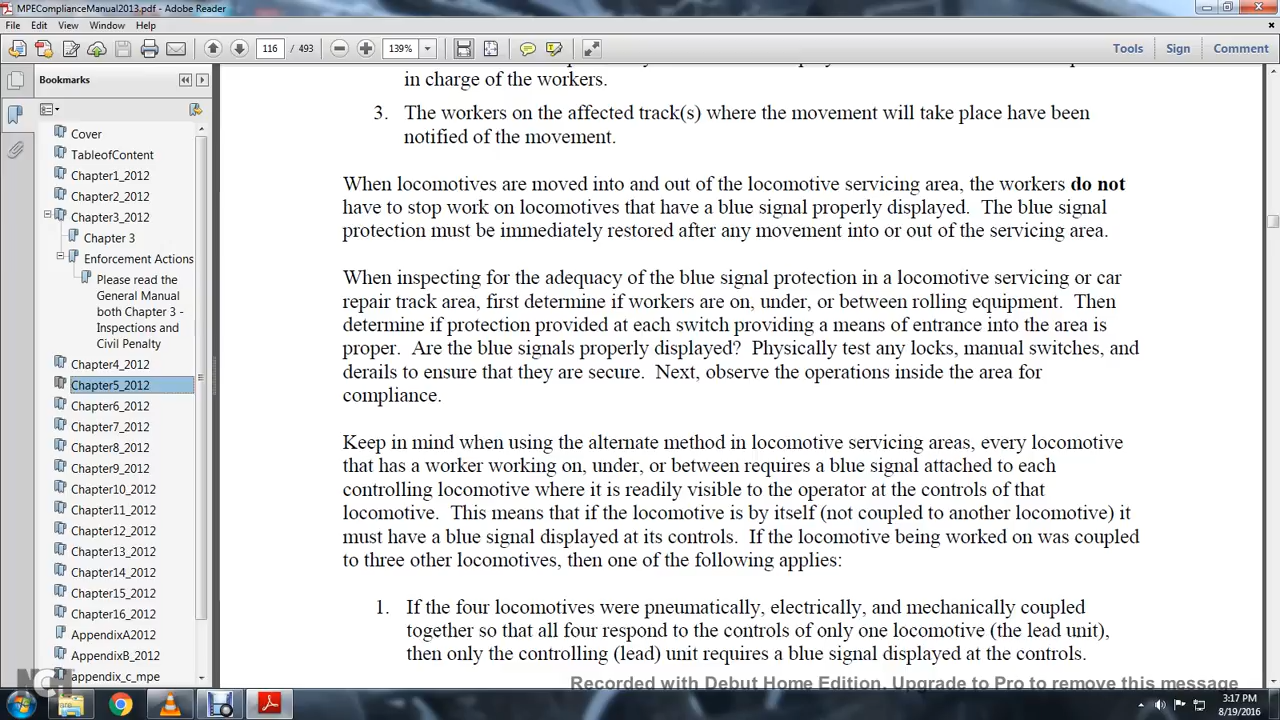 MPEComplianceManual2013.pdf - Adobe Reader
File Edit View Window Help
116 / 493 139% Tools Sign Comment
Bookmarks
Cover
TableofContent
Chapter1_2012
Chapter2_2012
Chapter3_2012
Chapter 3
Enforcement Actions
Please read the
General Manual
both Chapter 3 -
Inspections and
Civil Penalty
Chapter4_2012
Chapter5_2012
Chapter6_2012
Chapter7_2012
Chapter8_2012
Chapter9_2012
Chapter10_2012
Chapter11_2012
Chapter12_2012
Chapter13_2012
Chapter14_2012
Chapter15_2012
Chapter16_2012
AppendixA2012
AppendixB_2012
appendix_c_mpe
in charge of the workers.
3. The workers on the affected track(s) where the movement will take place have been
notified of the movement.
When locomotives are moved into and out of the locomotive servicing area, the workers do not
have to stop work on locomotives that have a blue signal properly displayed. The blue signal
protection must be immediately restored after any movement into or out of the servicing area.
When inspecting for the adequacy of the blue signal protection in a locomotive servicing or car
repair track area, first determine if workers are on, under, or between rolling equipment. Then
determine if protection provided at each switch providing a means of entrance into the area is
proper. Are the blue signals properly displayed? Physically test any locks, manual switches, and
derails to ensure that they are secure. Next, observe the operations inside the area for
compliance.
Keep in mind when using the alternate method in locomotive servicing areas, every locomotive
that has a worker working on, under, or between requires a blue signal attached to each
controlling locomotive where it is readily visible to the operator at the controls of that
locomotive. This means that if the locomotive is by itself (not coupled to another locomotive) it
must have a blue signal displayed at its controls. If the locomotive being worked on was coupled
to three other locomotives, then one of the following applies:
1. If the four locomotives were pneumatically, electrically, and mechanically coupled
together so that all four respond to the controls of only one locomotive (the lead unit),
then only the controlling (lead) unit requires a blue signal displayed at the controls.
Recorded with Debut Home Edition. Upgrade to Pro to remove this message
3:17 PM
8/19/2016